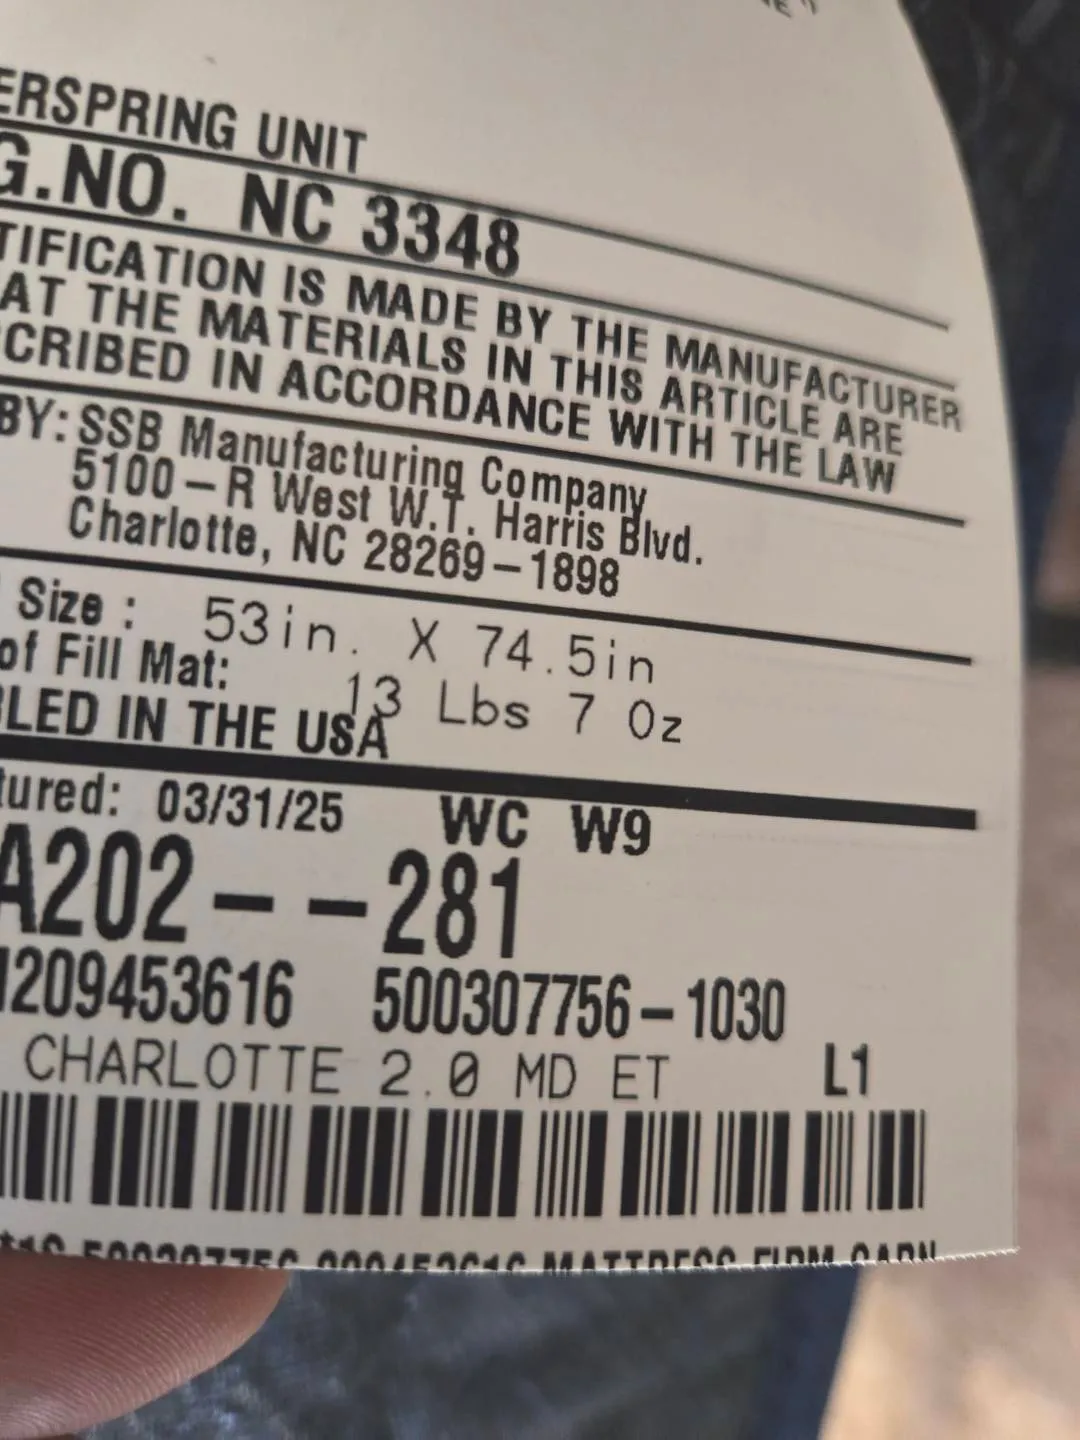 ERSPRING UNIT
G.NO. NC 3348
TIFICATION IS MADE BY THE MANUFACTURER
AT THE MATERIALS IN THIS ARTICLE ARE
CRIBED IN ACCORDANCE WITH THE LAW
BY: SSB Manufacturing Company
5100-R West W.T. Harris Blvd.
Charlotte, NC 28269-1898
Size: 53in. X 74.5in
of Fill Mat: 13 Lbs 7 Oz
LED IN THE USA
tured: 03/31/25 WC W9
A202--281
1209453616 500307756-1030
CHARLOTTE 2.0 MD ET L1
MATTRESS FIRM